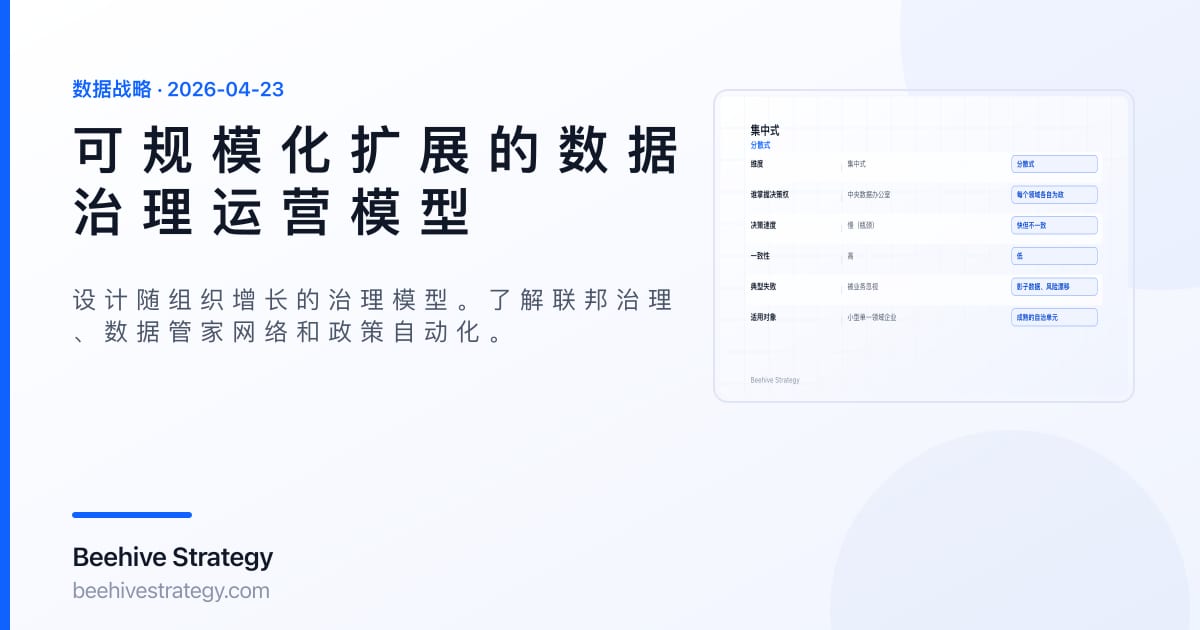 数据战略 · 2026-04-23
可规模化扩展的数据
治理运营模型
设计随组织增长的治理模型。了解联邦治理
、数据管家网络和政策自动化。
集中式
分散式
维度 集中式 分散式
谁掌握决策权 中央数据办公室 每个领域各自为政
决策速度 慢（瓶颈） 快但不一致
一致性 高 低
典型失败 被业务忽视 影子数据、风险漂移
适用对象 小型单一领域企业 成熟的自治单元
Beehive Strategy
Beehive Strategy
beehivestrategy.com